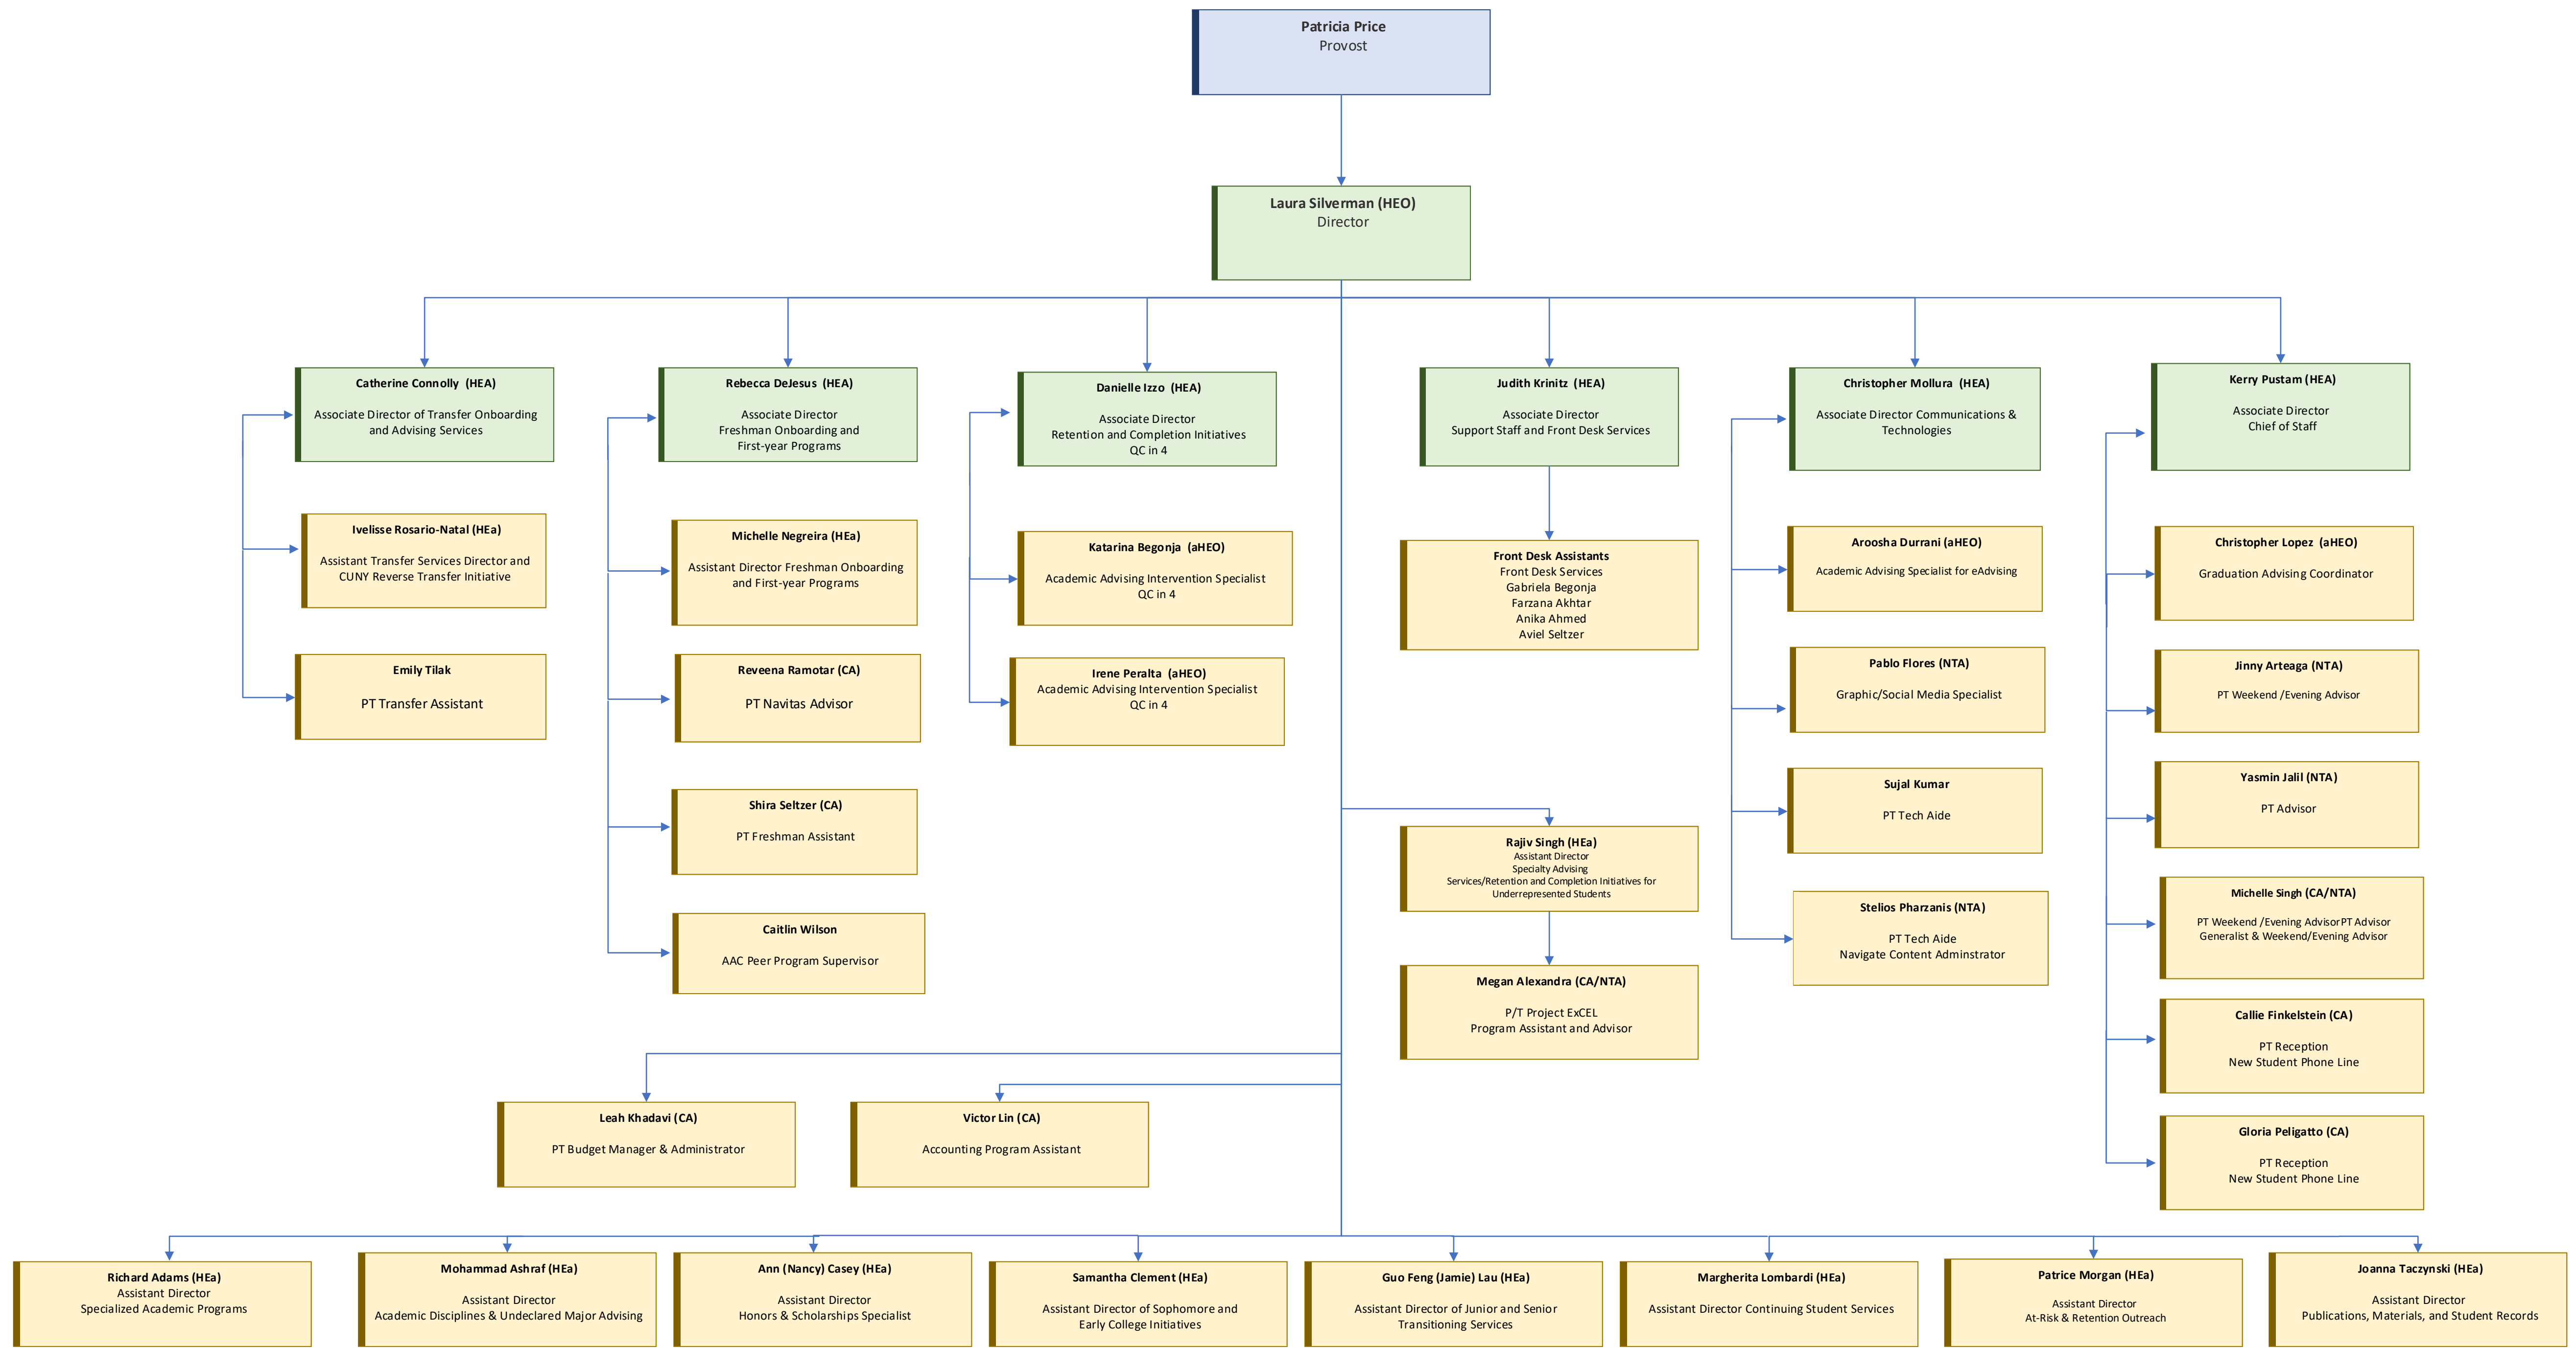 Patricia Price
Provost
Laura Silverman (HEO)
Director
Catherine Connolly (HEA)
Associate Director of Transfer Onboarding
and Advising Services
Rebecca DeJesus (HEA)
Associate Director
Freshman Onboarding and
First-year Programs
Danielle Izzo (HEA)
Associate Director
Retention and Completion Initiatives
QC in 4
Judith Krinitz (HEA)
Associate Director
Support Staff and Front Desk Services
Christopher Mollura (HEA)
Associate Director Communications &
Technologies
Kerry Pustam (HEA)
Associate Director
Chief of Staff
Ivelisse Rosario-Natal (HEa)
Assistant Transfer Services Director and
CUNY Reverse Transfer Initiative
Emily Tilak
PT Transfer Assistant
Michelle Negreira (HEa)
Assistant Director Freshman Onboarding
and First-year Programs
Reveena Ramotar (CA)
PT Navitas Advisor
Shira Seltzer (CA)
PT Freshman Assistant
Caitlin Wilson
AAC Peer Program Supervisor
Katarina Begonja (aHEO)
Academic Advising Intervention Specialist
QC in 4
Irene Peralta (aHEO)
Academic Advising Intervention Specialist
QC in 4
Front Desk Assistants
Front Desk Services
Gabriela Begonja
Farzana Akhtar
Anika Ahmed
Aviel Seltzer
Rajiv Singh (HEa)
Assistant Director
Specialty Advising
Services/Retention and Completion Initiatives for
Underrepresented Students
Megan Alexandra (CA/NTA)
P/T Project ExCEL
Program Assistant and Advisor
Aroosha Durrani (aHEO)
Academic Advising Specialist for eAdvising
Pablo Flores (NTA)
Graphic/Social Media Specialist
Sujal Kumar
PT Tech Aide
Stelios Pharzanis (NTA)
PT Tech Aide
Navigate Content Adminstrator
Christopher Lopez (aHEO)
Graduation Advising Coordinator
Jinny Arteaga (NTA)
PT Weekend /Evening Advisor
Yasmin Jalil (NTA)
PT Advisor
Michelle Singh (CA/NTA)
PT Weekend /Evening AdvisorPT Advisor
Generalist & Weekend/Evening Advisor
Callie Finkelstein (CA)
PT Reception
New Student Phone Line
Gloria Peligatto (CA)
PT Reception
New Student Phone Line
Leah Khadavi (CA)
PT Budget Manager & Administrator
Victor Lin (CA)
Accounting Program Assistant
Richard Adams (HEa)
Assistant Director
Specialized Academic Programs
Mohammad Ashraf (HEa)
Assistant Director
Academic Disciplines & Undeclared Major Advising
Ann (Nancy) Casey (HEa)
Assistant Director
Honors & Scholarships Specialist
Samantha Clement (HEa)
Assistant Director of Sophomore and
Early College Initiatives
Guo Feng (Jamie) Lau (HEa)
Assistant Director of Junior and Senior
Transitioning Services
Margherita Lombardi (HEa)
Assistant Director Continuing Student Services
Patrice Morgan (HEa)
Assistant Director
At-Risk & Retention Outreach
Joanna Taczynski (HEa)
Assistant Director
Publications, Materials, and Student Records